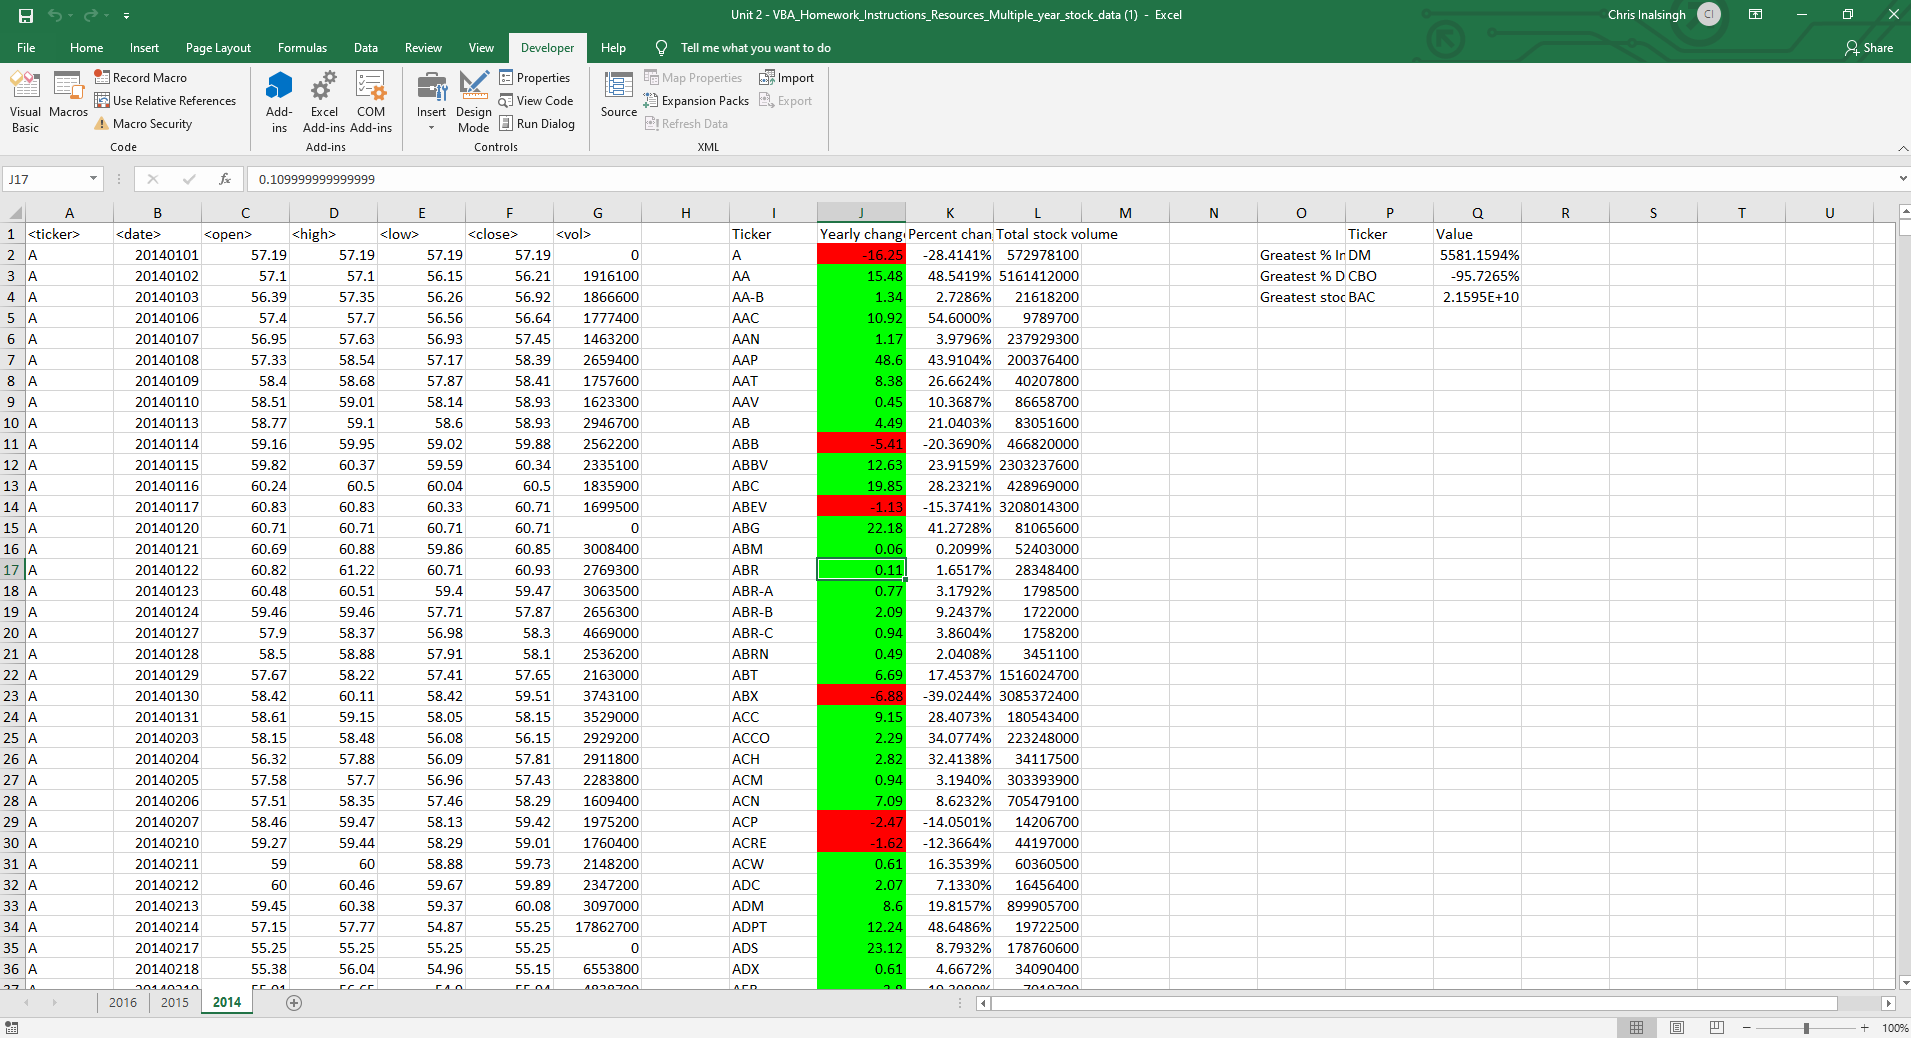 Unit 2 - VBA_Homework_Instructions_Resources_Multiple_year_stock_data (1) - Excel
Chris Inalsingh CI
File Home Insert Page Layout Formulas Data Review View Developer Help Tell me what you want to do Share
Visual Basic
Macros
Record Macro
Use Relative References
Macro Security
Code
Add-ins
Excel Add-ins
COM Add-ins
Add-ins
Insert
Design Mode
Properties
View Code
Run Dialog
Controls
Source
Map Properties
Expansion Packs
Refresh Data
Import
Export
XML
J17 fx 0.109999999999999
A B C D E F G H I J K L M N O P Q R S T U
1 <ticker> <date> <open> <high> <low> <close> <vol> Ticker Yearly chang Percent chan Total stock volume Ticker Value
2 A 20140101 57.19 57.19 57.19 57.19 0 A -16.25 -28.4141% 572978100 Greatest % In DM 5581.1594%
3 A 20140102 57.1 57.1 56.15 56.21 1916100 AA 15.48 48.5419% 5161412000 Greatest % D CBO -95.7265%
4 A 20140103 56.39 57.35 56.26 56.92 1866600 AA-B 1.34 2.7286% 21618200 Greatest stoc BAC 2.1595E+10
5 A 20140106 57.4 57.7 56.56 56.64 1777400 AAC 10.92 54.6000% 9789700
6 A 20140107 56.95 57.63 56.93 57.45 1463200 AAN 1.17 3.9796% 237929300
7 A 20140108 57.33 58.54 57.17 58.39 2659400 AAP 48.6 43.9104% 200376400
8 A 20140109 58.4 58.68 57.87 58.41 1757600 AAT 8.38 26.6624% 40207800
9 A 20140110 58.51 59.01 58.14 58.93 1623300 AAV 0.45 10.3687% 86658700
10 A 20140113 58.77 59.1 58.6 58.93 2946700 AB 4.49 21.0403% 83051600
11 A 20140114 59.16 59.95 59.02 59.88 2562200 ABB -5.41 -20.3690% 466820000
12 A 20140115 59.82 60.37 59.59 60.34 2335100 ABBV 12.63 23.9159% 2303237600
13 A 20140116 60.24 60.5 60.04 60.5 1835900 ABC 19.85 28.2321% 428969000
14 A 20140117 60.83 60.83 60.33 60.71 1699500 ABEV -1.13 -15.3741% 3208014300
15 A 20140120 60.71 60.71 60.71 60.71 0 ABG 22.18 41.2728% 81065600
16 A 20140121 60.69 60.88 59.86 60.85 3008400 ABM 0.06 0.2099% 52403000
17 A 20140122 60.82 61.22 60.71 60.93 2769300 ABR 0.11 1.6517% 28348400
18 A 20140123 60.48 60.51 59.4 59.47 3063500 ABR-A 0.77 3.1792% 1798500
19 A 20140124 59.46 59.46 57.71 57.87 2656300 ABR-B 2.09 9.2437% 1722000
20 A 20140127 57.9 58.37 56.98 58.3 4669000 ABR-C 0.94 3.8604% 1758200
21 A 20140128 58.5 58.88 57.91 58.1 2536200 ABRN 0.49 2.0408% 3451100
22 A 20140129 57.67 58.22 57.41 57.65 2163000 ABT 6.69 17.4537% 1516024700
23 A 20140130 58.42 60.11 58.42 59.51 3743100 ABX -6.88 -39.0244% 3085372400
24 A 20140131 58.61 59.15 58.05 58.15 3529000 ACC 9.15 28.4073% 180543400
25 A 20140203 58.15 58.48 56.08 56.15 2929200 ACCO 2.29 34.0774% 223248000
26 A 20140204 56.32 57.88 56.09 57.81 2911800 ACH 2.82 32.4138% 34117500
27 A 20140205 57.58 57.7 56.96 57.43 2283800 ACM 0.94 3.1940% 303393900
28 A 20140206 57.51 58.35 57.46 58.29 1609400 ACN 7.09 8.6232% 705479100
29 A 20140207 58.46 59.47 58.13 59.42 1975200 ACP -2.47 -14.0501% 14206700
30 A 20140210 59.27 59.44 58.29 59.01 1760400 ACRE -1.62 -12.3664% 44197000
31 A 20140211 59 60 58.88 59.73 2148200 ACW 0.61 16.3539% 60360500
32 A 20140212 60 60.46 59.67 59.89 2347200 ADC 2.07 7.1330% 16456400
33 A 20140213 59.45 60.38 59.37 60.08 3097000 ADM 8.6 19.8157% 899905700
34 A 20140214 57.15 57.77 54.87 55.25 17862700 ADPT 12.24 48.6486% 19722500
35 A 20140217 55.25 55.25 55.25 55.25 0 ADS 23.12 8.7932% 178760600
36 A 20140218 55.38 56.04 54.96 55.15 6553800 ADX 0.61 4.6672% 34090400
2016 2015 2014
100%